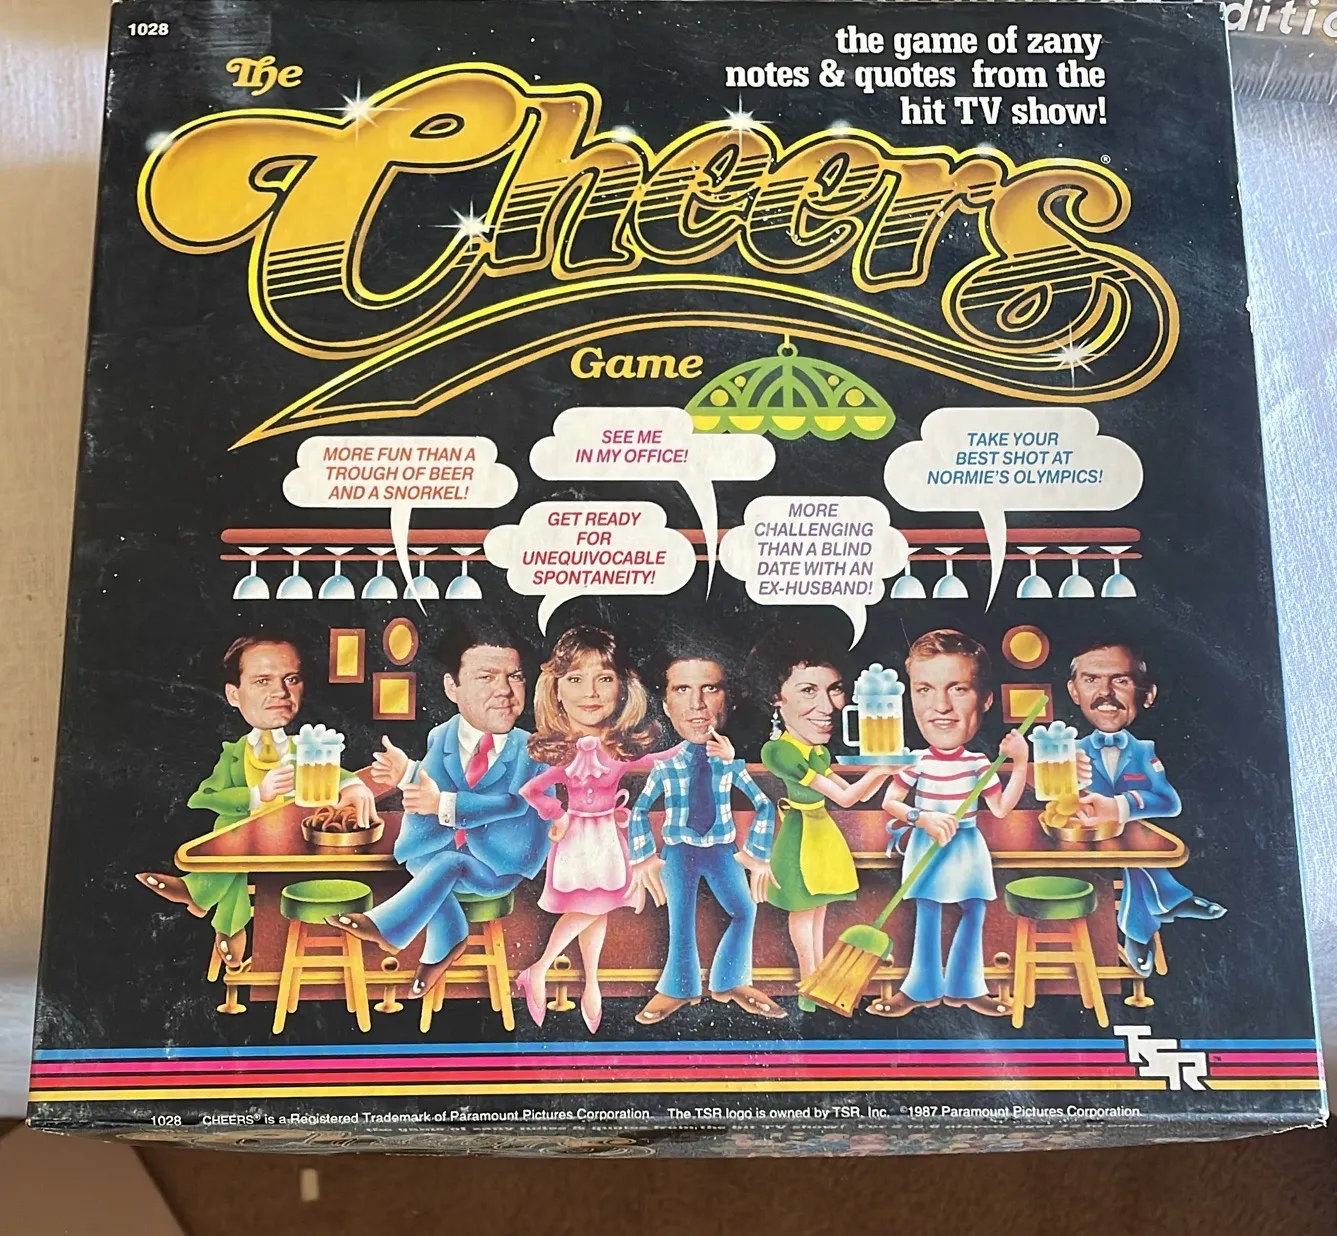 1028
the game of zany
notes & quotes from the
hit TV show!
The
Cheers®
Game
MORE FUN THAN A
TROUGH OF BEER
AND A SNORKEL!
SEE ME
IN MY OFFICE!
TAKE YOUR
BEST SHOT AT
NORMIE'S OLYMPICS!
GET READY
FOR
UNEQUIVOCABLE
SPONTANEITY!
MORE
CHALLENGING
THAN A BLIND
DATE WITH AN
EX-HUSBAND!
TSR™
1028 CHEERS® is a Registered Trademark of Paramount Pictures Corporation The TSR logo is owned by TSR, Inc. ©1987 Paramount Pictures Corporation